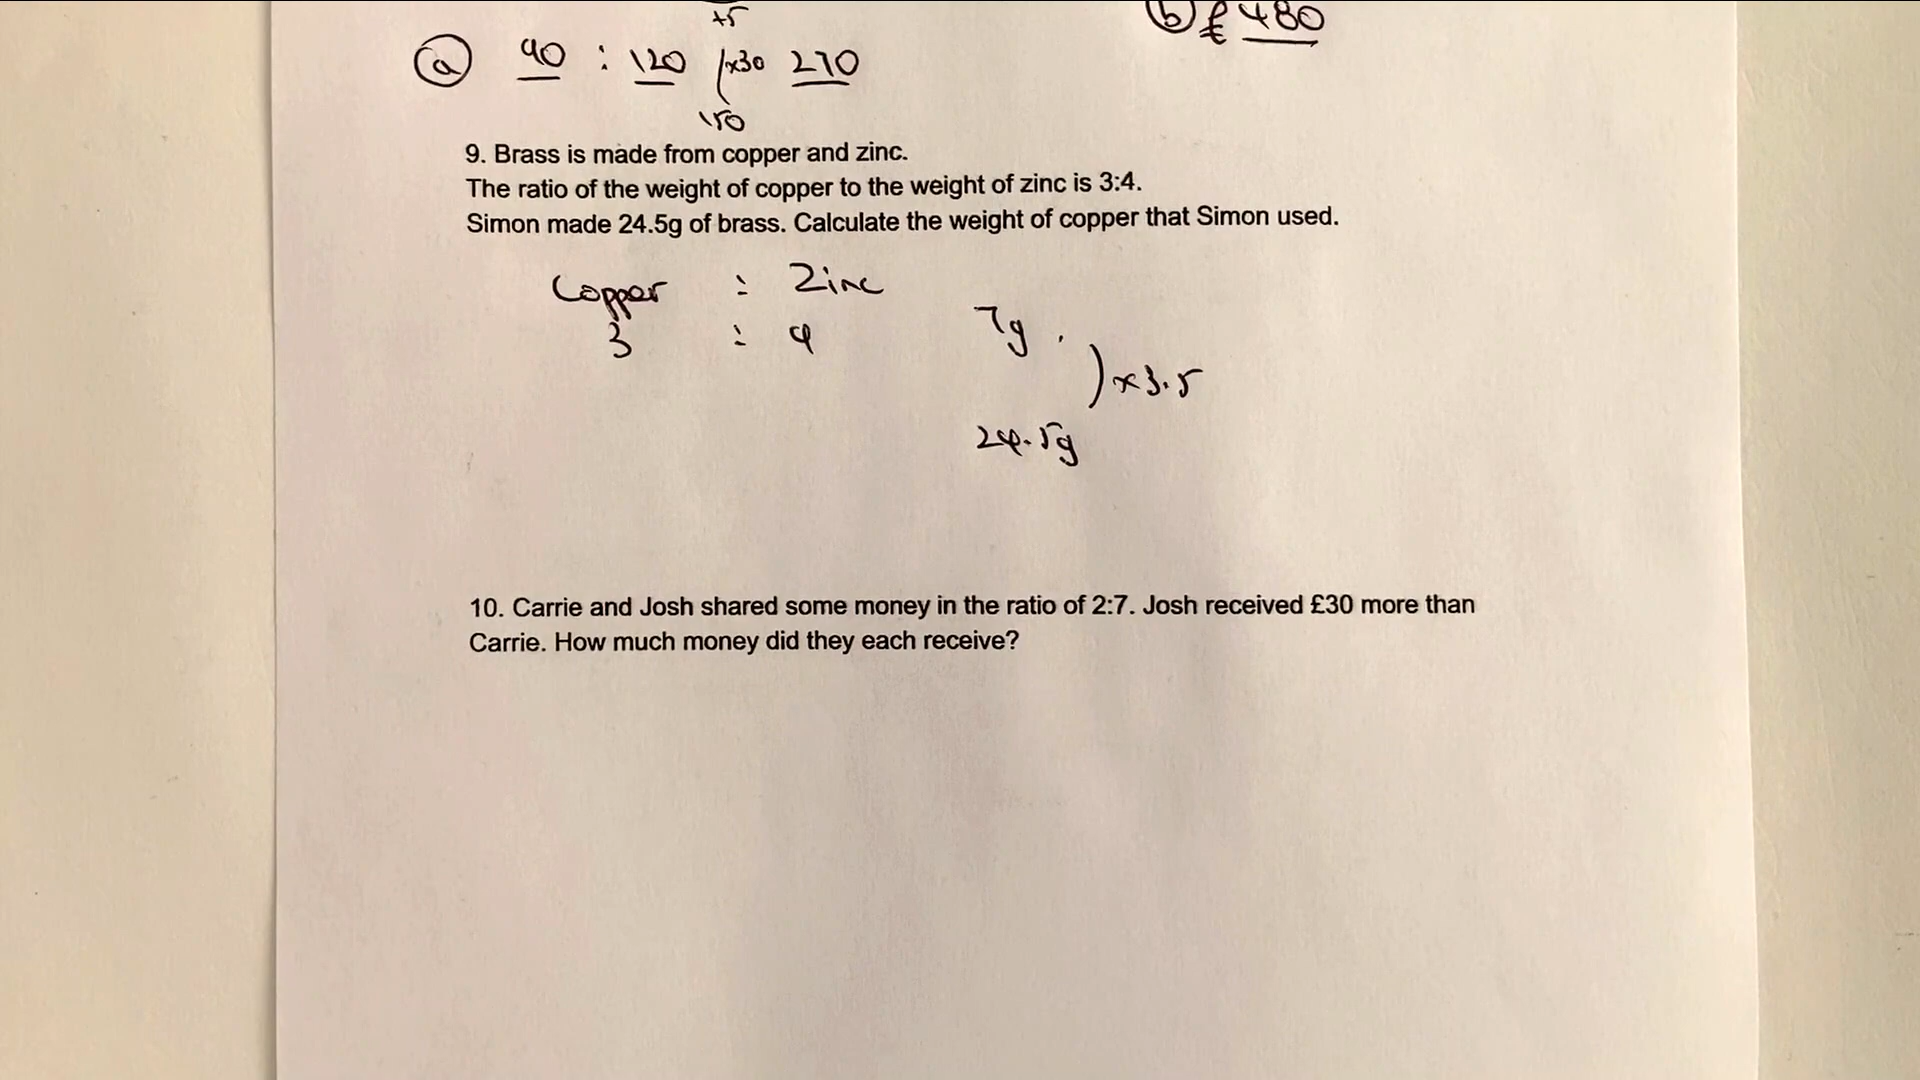 +5
(b) £480
(a) 90 : 120 x30 270
150
9. Brass is made from copper and zinc.
The ratio of the weight of copper to the weight of zinc is 3:4.
Simon made 24.5g of brass. Calculate the weight of copper that Simon used.
Copper : Zinc
3 : 4
7g
) x3.5
24.5g
10. Carrie and Josh shared some money in the ratio of 2:7. Josh received £30 more than
Carrie. How much money did they each receive?